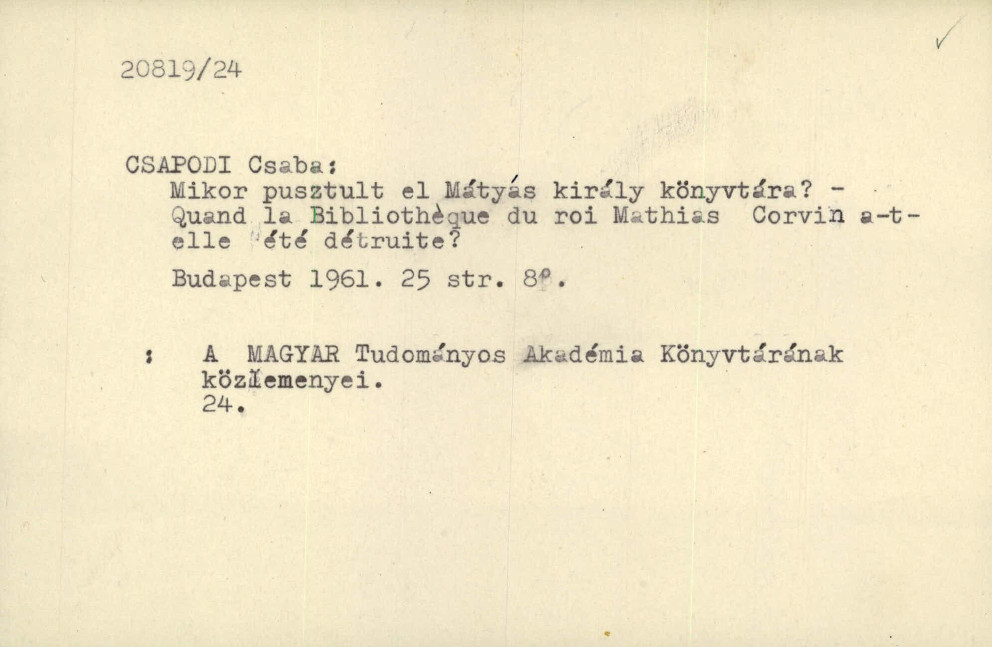 20819/24
CSAPODI Csaba:
Mikor pusztult el Mátyás király könyvtára? -
Quand la Bibliothèque du roi Mathias Corvin a-t-
elle été détruite?
Budapest 1961. 25 str. 8°.
: A MAGYAR Tudományos Akadémia Könyvtárának
közlemenyei.
24.